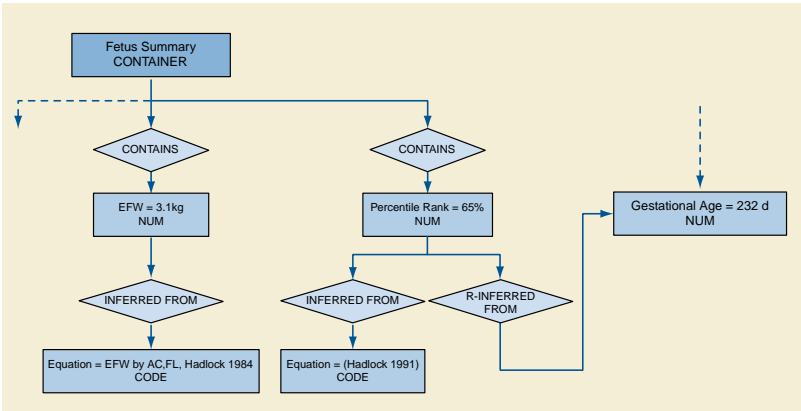 Fetus Summary
CONTAINER
CONTAINS
CONTAINS
EFW = 3.1kg
NUM
Percentile Rank = 65%
NUM
Gestational Age = 232 d
NUM
INFERRED FROM
INFERRED FROM
R-INFERRED
FROM
Equation = EFW by AC,FL, Hadlock 1984
CODE
Equation = (Hadlock 1991)
CODE